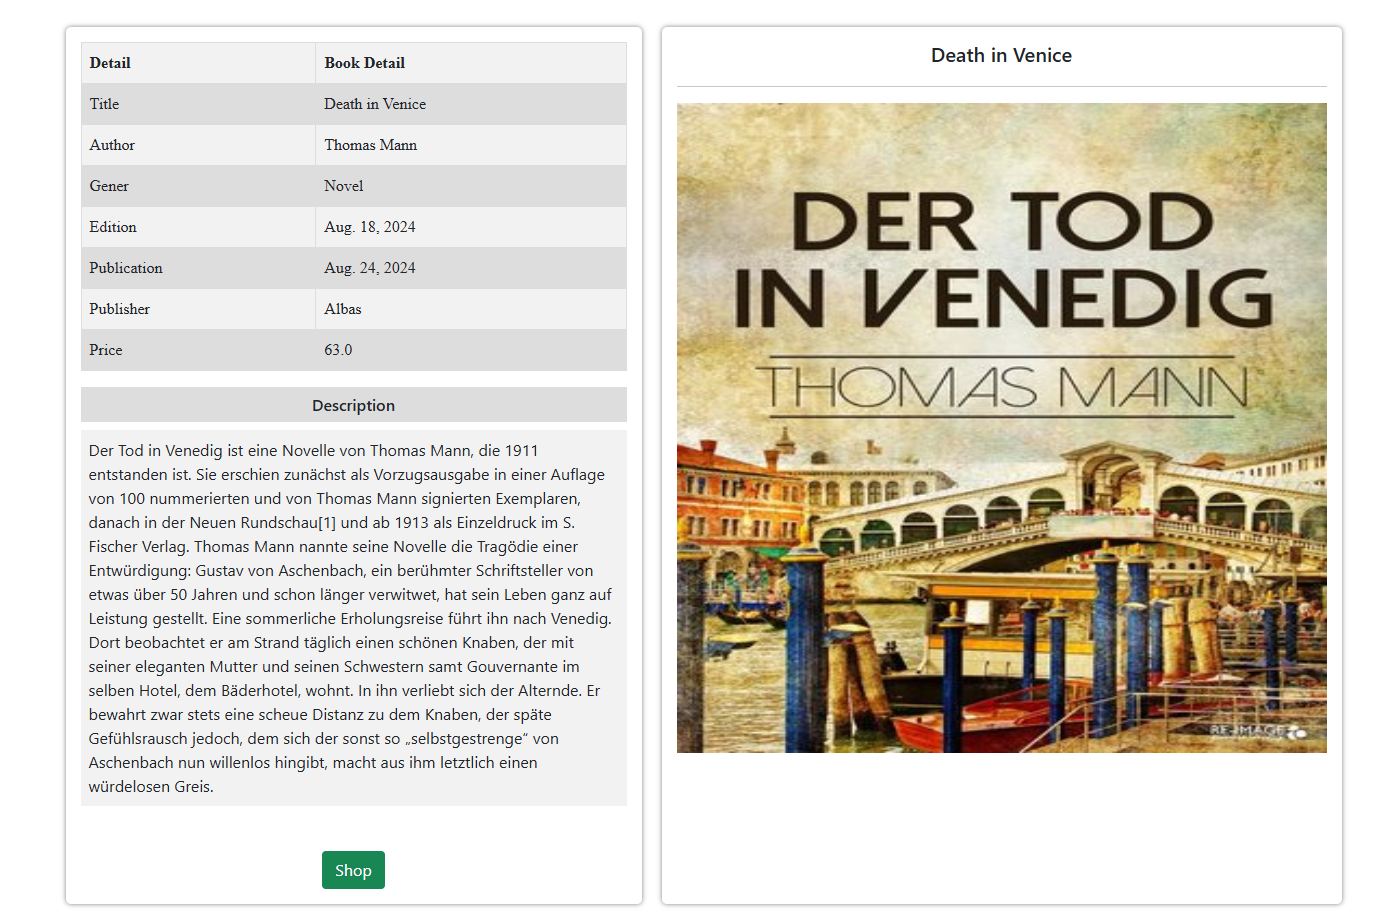 Detail Book Detail
Title Death in Venice
Author Thomas Mann
Gener Novel
Edition Aug. 18, 2024
Publication Aug. 24, 2024
Publisher Albas
Price 63.0
Description
Der Tod in Venedig ist eine Novelle von Thomas Mann, die 1911
entstanden ist. Sie erschien zunächst als Vorzugsausgabe in einer Auflage
von 100 nummerierten und von Thomas Mann signierten Exemplaren,
danach in der Neuen Rundschau[1] und ab 1913 als Einzeldruck im S.
Fischer Verlag. Thomas Mann nannte seine Novelle die Tragödie einer
Entwürdigung: Gustav von Aschenbach, ein berühmter Schriftsteller von
etwas über 50 Jahren und schon länger verwitwet, hat sein Leben ganz auf
Leistung gestellt. Eine sommerliche Erholungsreise führt ihn nach Venedig.
Dort beobachtet er am Strand täglich einen schönen Knaben, der mit
seiner eleganten Mutter und seinen Schwestern samt Gouvernante im
selben Hotel, dem Bäderhotel, wohnt. In ihn verliebt sich der Alternde. Er
bewahrt zwar stets eine scheue Distanz zu dem Knaben, der späte
Gefühlsrausch jedoch, dem sich der sonst so „selbstgestrenge“ von
Aschenbach nun willenlos hingibt, macht aus ihm letztlich einen
würdelosen Greis.
Shop
Death in Venice
DER TOD
IN VENEDIG
THOMAS MANN